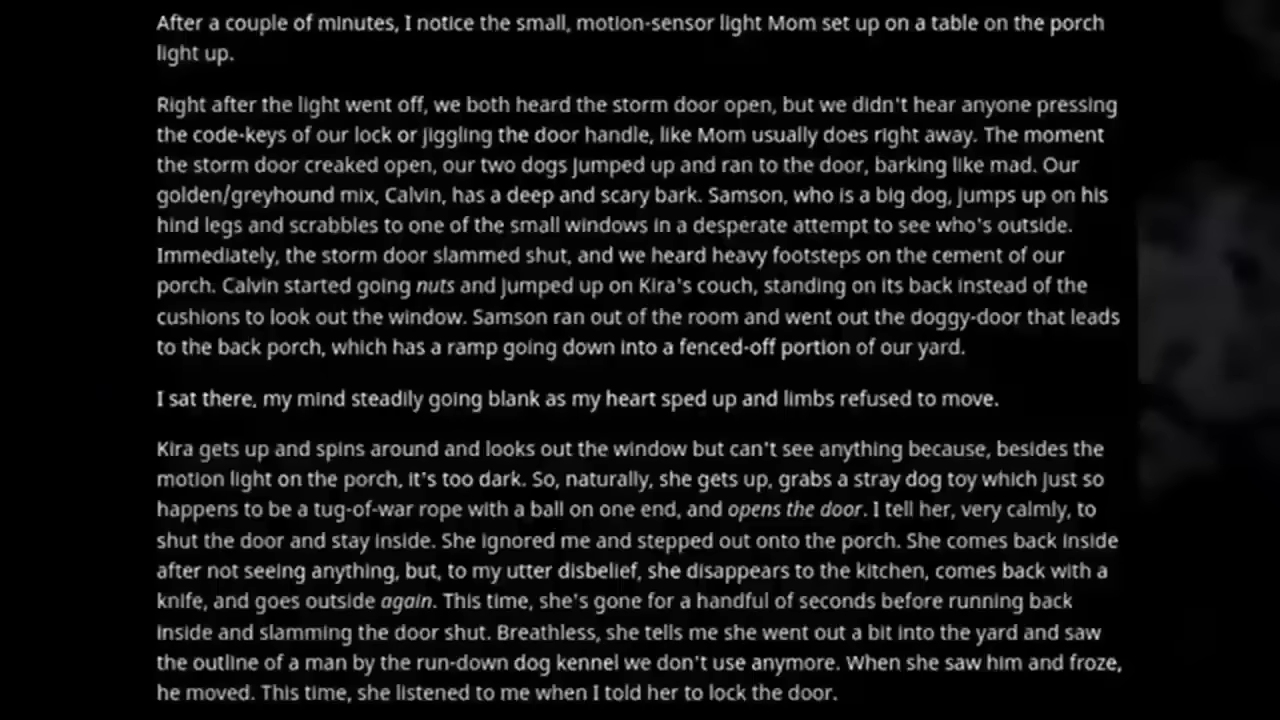 After a couple of minutes, I notice the small, motion-sensor light Mom set up on a table on the porch
light up.
Right after the light went off, we both heard the storm door open, but we didn't hear anyone pressing
the code-keys of our lock or jiggling the door handle, like Mom usually does right away. The moment
the storm door creaked open, our two dogs jumped up and ran to the door, barking like mad. Our
golden/greyhound mix, Calvin, has a deep and scary bark. Samson, who is a big dog, jumps up on his
hind legs and scrabbles to one of the small windows in a desperate attempt to see who's outside.
Immediately, the storm door slammed shut, and we heard heavy footsteps on the cement of our
porch. Calvin started going nuts and jumped up on Kira's couch, standing on its back instead of the
cushions to look out the window. Samson ran out of the room and went out the doggy-door that leads
to the back porch, which has a ramp going down into a fenced-off portion of our yard.
I sat there, my mind steadily going blank as my heart sped up and limbs refused to move.
Kira gets up and spins around and looks out the window but can't see anything because, besides the
motion light on the porch, it's too dark. So, naturally, she gets up, grabs a stray dog toy which just so
happens to be a tug-of-war rope with a ball on one end, and opens the door. I tell her, very calmly, to
shut the door and stay inside. She ignored me and stepped out onto the porch. She comes back inside
after not seeing anything, but, to my utter disbelief, she disappears to the kitchen, comes back with a
knife, and goes outside again. This time, she's gone for a handful of seconds before running back
inside and slamming the door shut. Breathless, she tells me she went out a bit into the yard and saw
the outline of a man by the run-down dog kennel we don't use anymore. When she saw him and froze,
he moved. This time, she listened to me when I told her to lock the door.